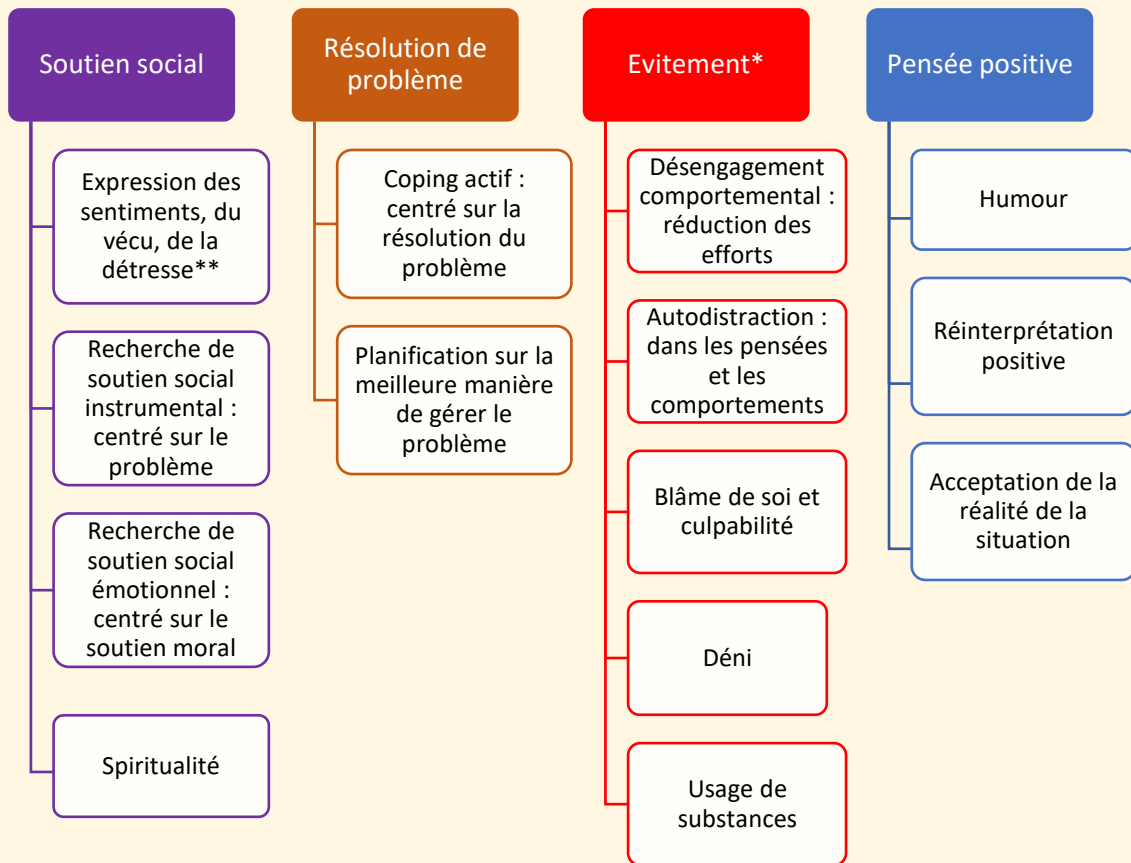 Soutien social
Expression des
sentiments, du
vécu, de la
détresse**
Recherche de
soutien social
instrumental :
centré sur le
problème
Recherche de
soutien social
émotionnel :
centré sur le
soutien moral
Spiritualité
Résolution de
problème
Coping actif :
centré sur la
résolution du
problème
Planification sur la
meilleure manière
de gérer le
problème
Evitement*
Désengagement
comportemental :
réduction des
efforts
Autodistraction :
dans les pensées
et les
comportements
Blâme de soi et
culpabilité
Déni
Usage de
substances
Pensée positive
Humour
Réinterprétation
positive
Acceptation de la
réalité de la
situation